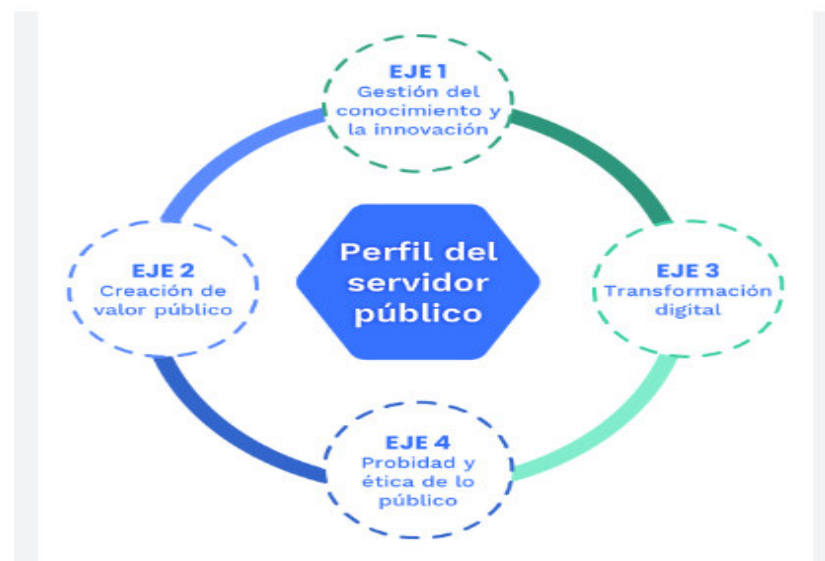 EJE 1
Gestión del
conocimiento y
la innovación
Perfil del
servidor
público
EJE 2
Creación de
valor público
EJE 3
Transformación
digital
EJE 4
Probidad y
ética de lo
público